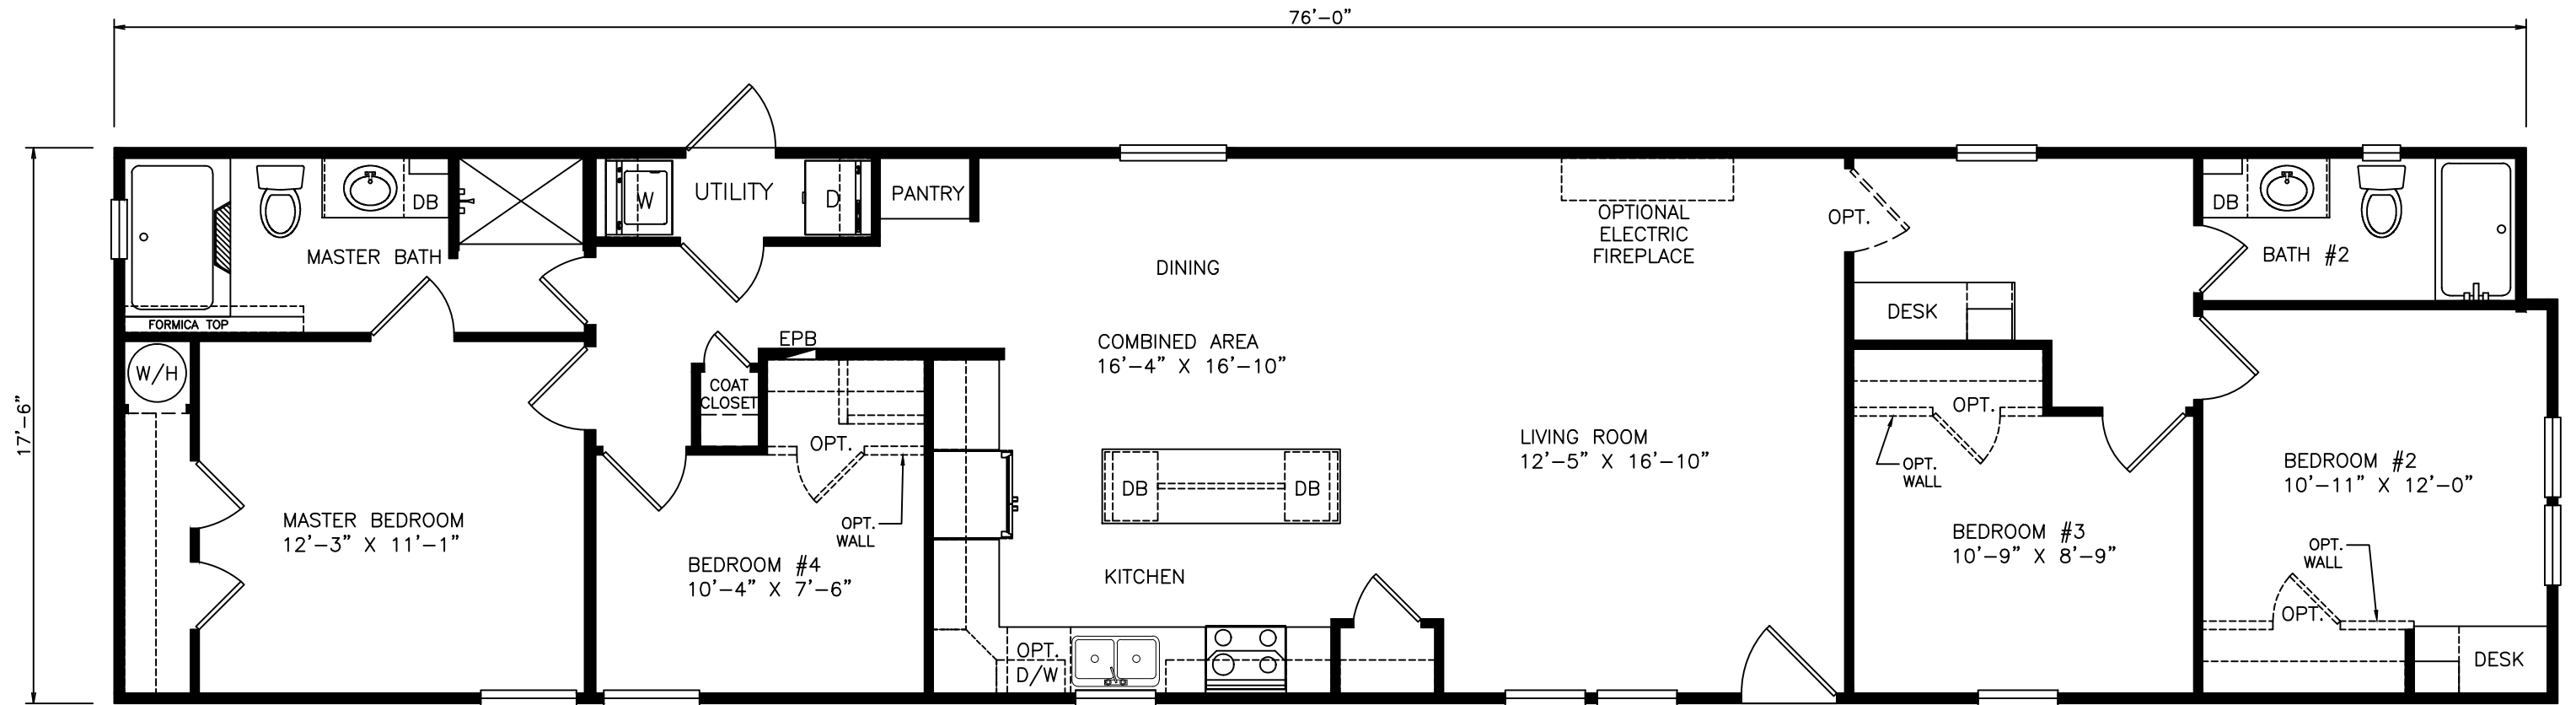 76'-0"
17'-6"
MASTER BATH
DB
FORMICA TOP
W/H
MASTER BEDROOM
12'-3" X 11'-1"
W
UTILITY
D
PANTRY
EPB
COAT
CLOSET
OPT.
OPT.
WALL
BEDROOM #4
10'-4" X 7'-6"
DINING
COMBINED AREA
16'-4" X 16'-10"
DB
DB
KITCHEN
OPT.
D/W
OPTIONAL
ELECTRIC
FIREPLACE
LIVING ROOM
12'-5" X 16'-10"
OPT.
DESK
OPT.
OPT.
WALL
BEDROOM #3
10'-9" X 8'-9"
DB
BATH #2
BEDROOM #2
10'-11" X 12'-0"
OPT.
WALL
OPT.
DESK